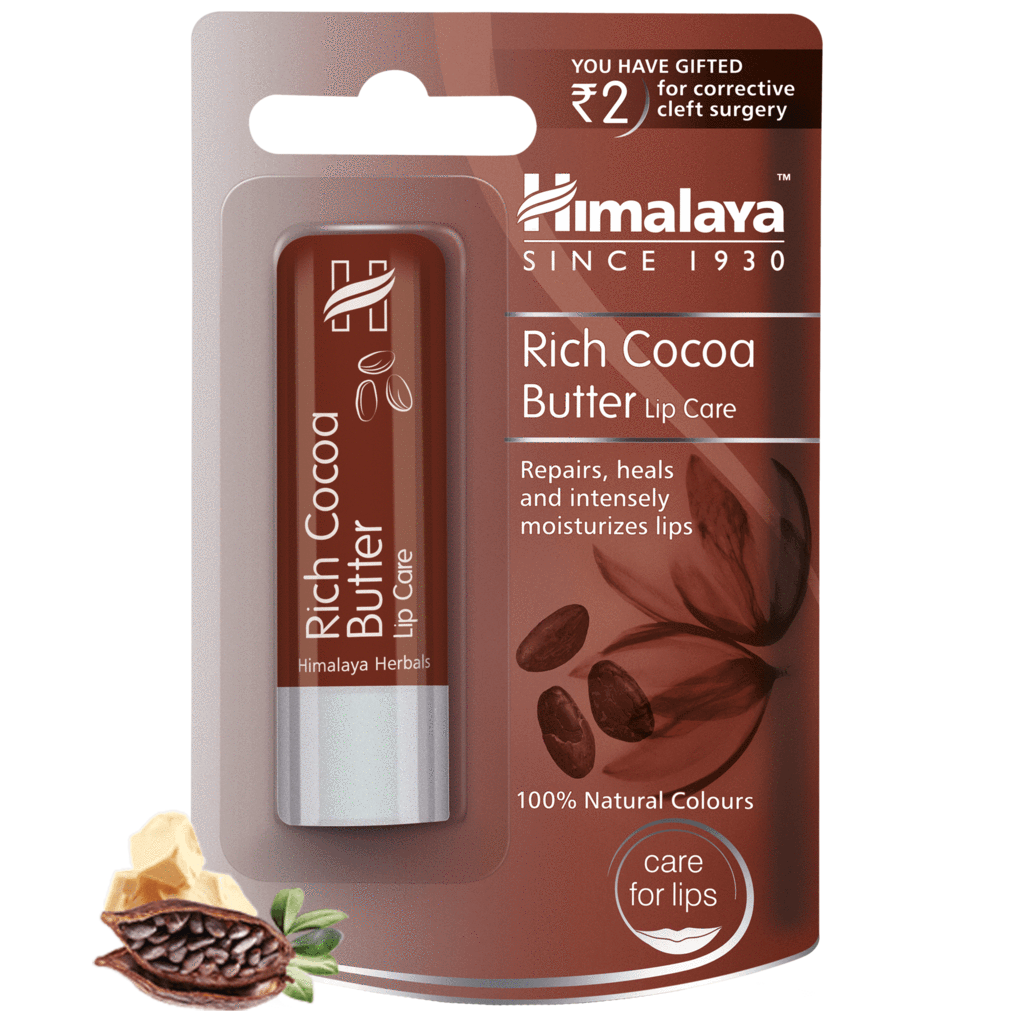 YOU HAVE GIFTED
₹2 for corrective
cleft surgery
Himalaya™
SINCE 1930
Rich Cocoa
Butter Lip Care
Repairs, heals
and intensely
moisturizes lips
100% Natural Colours
care
for lips
H
Rich Cocoa
Butter
Lip Care
Himalaya Herbals